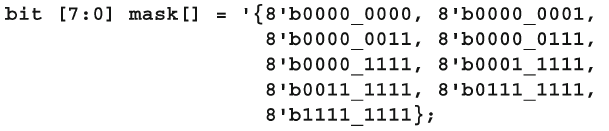 bit [7:0] mask[] = '{8'b0000_0000, 8'b0000_0001,
8'b0000_0011, 8'b0000_0111,
8'b0000_1111, 8'b0001_1111,
8'b0011_1111, 8'b0111_1111,
8'b1111_1111};